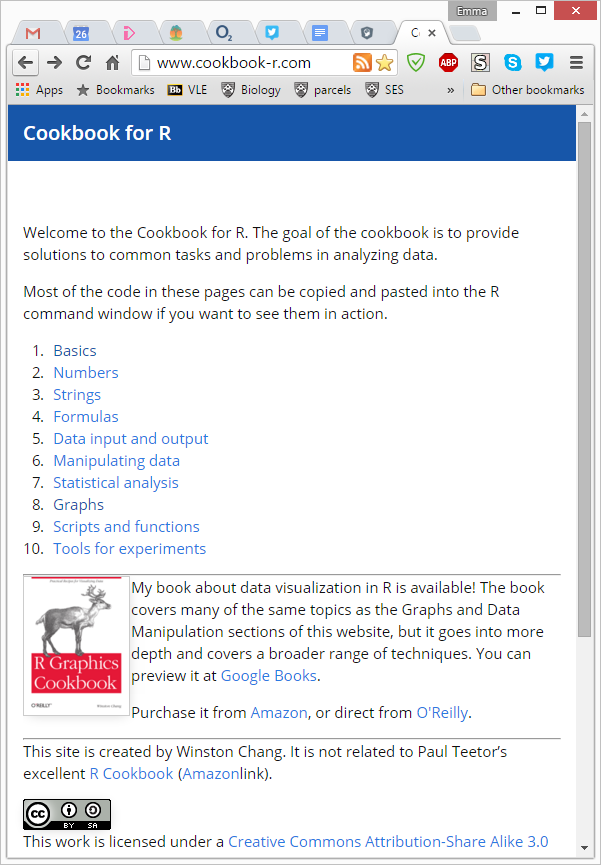 Emma
26
C
www.cookbook-r.com
ABP
S
Apps
Bookmarks
Bb VLE
Biology
parcels
SES
»
Other bookmarks
Cookbook for R
Welcome to the Cookbook for R. The goal of the cookbook is to provide
solutions to common tasks and problems in analyzing data.
Most of the code in these pages can be copied and pasted into the R
command window if you want to see them in action.
1. Basics
2. Numbers
3. Strings
4. Formulas
5. Data input and output
6. Manipulating data
7. Statistical analysis
8. Graphs
9. Scripts and functions
10. Tools for experiments
R Graphics
Cookbook
O'REILLY
Winston Chang
My book about data visualization in R is available! The book
covers many of the same topics as the Graphs and Data
Manipulation sections of this website, but it goes into more
depth and covers a broader range of techniques. You can
preview it at Google Books.
Purchase it from Amazon, or direct from O'Reilly.
This site is created by Winston Chang. It is not related to Paul Teetor’s
excellent R Cookbook (Amazonlink).
cc
BY SA
This work is licensed under a Creative Commons Attribution-Share Alike 3.0